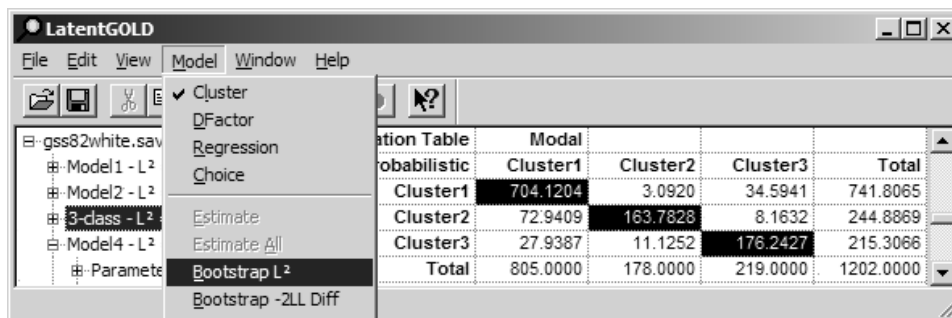 LatentGOLD
File Edit View Model Window Help
Cluster
DFactor
Regression
Choice
Estimate
Estimate All
Bootstrap L²
Bootstrap -2LL Diff
gss82white.sav
Model1 - L²
Model2 - L²
3-class - L²
Model4 - L²
Paramete
ation Table Modal
robabilistic Cluster1 Cluster2 Cluster3 Total
Cluster1 704.1204 3.0920 34.5941 741.8065
Cluster2 72.9409 163.7828 8.1632 244.8869
Cluster3 27.9387 11.1252 176.2427 215.3066
Total 805.0000 178.0000 219.0000 1202.0000